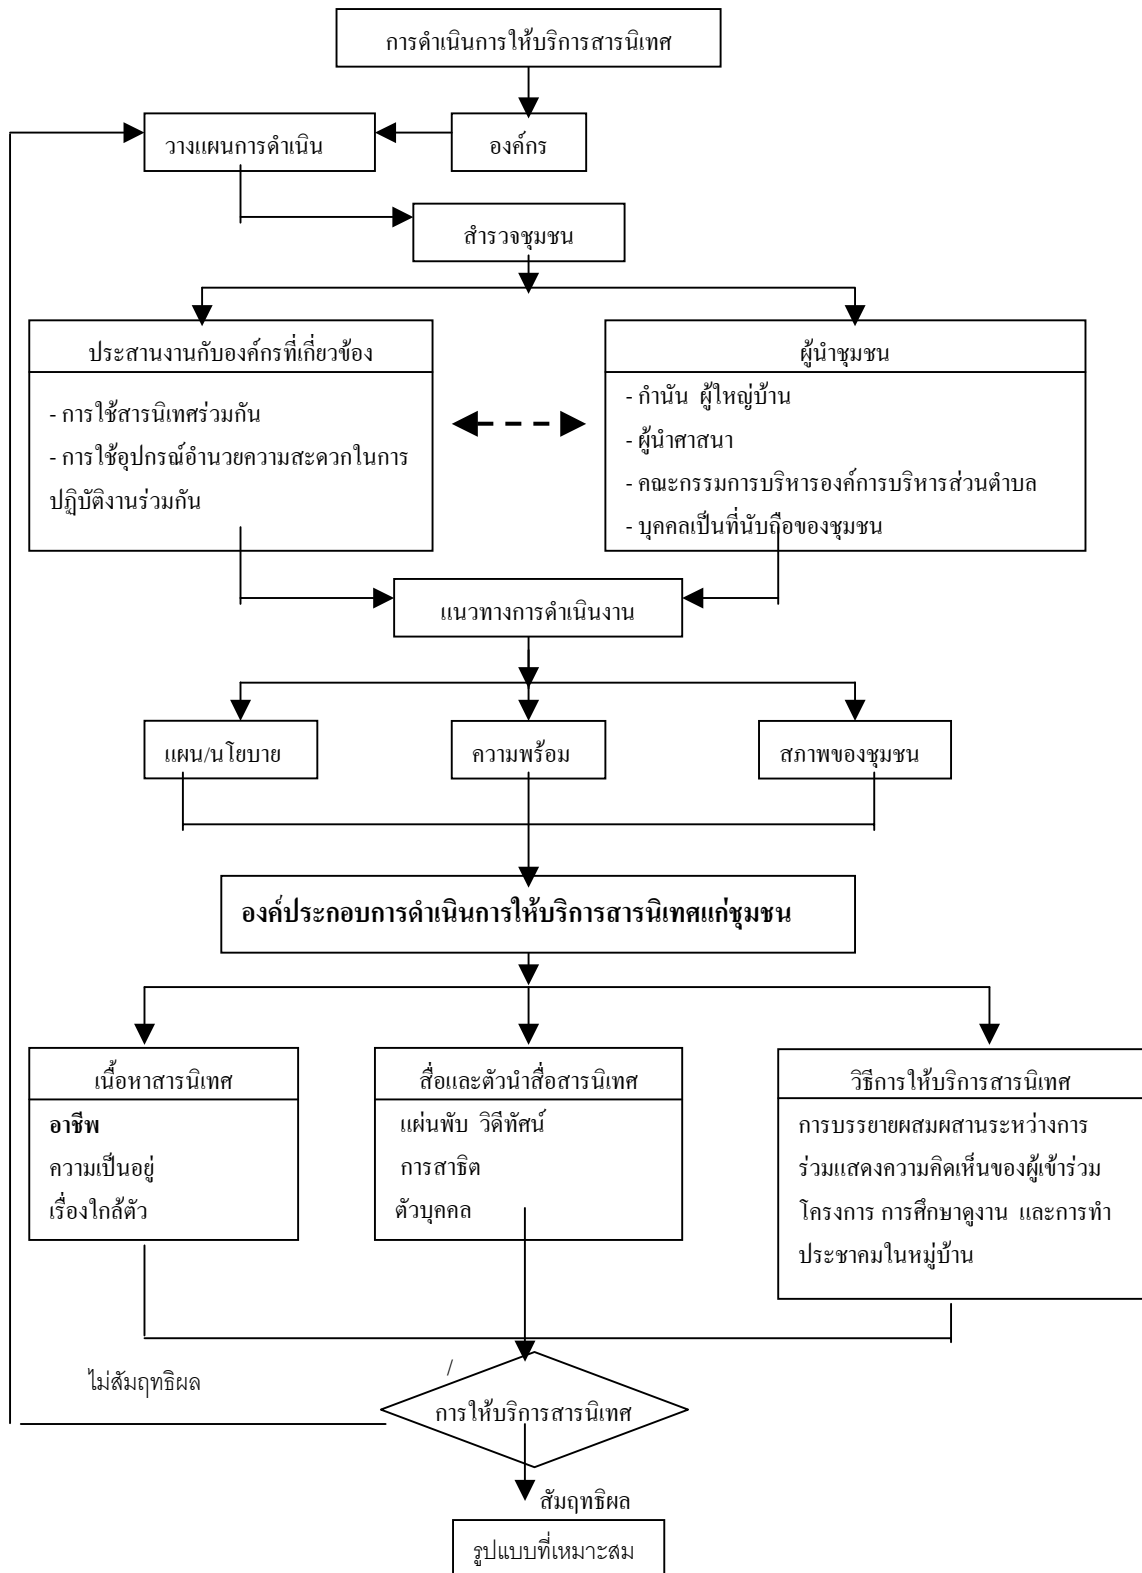 การดำเนินการให้บริการสารนิเทศ
วางแผนการดำเนิน
องค์กร
สำรวจชุมชน
ประสานงานกับองค์กรที่เกี่ยวข้อง
- การใช้สารนิเทศร่วมกัน
- การใช้อุปกรณ์อำนวยความสะดวกในการ
ปฏิบัติงานร่วมกัน
ผู้นำชุมชน
- กำนัน ผู้ใหญ่บ้าน
- ผู้นำศาสนา
- คณะกรรมการบริหารองค์การบริหารส่วนตำบล
- บุคคลเป็นที่นับถือของชุมชน
แนวทางการดำเนินงาน
แผน/นโยบาย
ความพร้อม
สภาพของชุมชน
องค์ประกอบการดำเนินการให้บริการสารนิเทศแก่ชุมชน
เนื้อหาสารนิเทศ
อาชีพ
ความเป็นอยู่
เรื่องใกล้ตัว
สื่อและตัวนำสื่อสารนิเทศ
แผ่นพับ วิดีทัศน์
การสาธิต
ตัวบุคคล
วิธีการให้บริการสารนิเทศ
การบรรยายผสมผสานระหว่างการ
ร่วมแสดงความคิดเห็นของผู้เข้าร่วม
โครงการ การศึกษาดูงาน และการทำ
ประชาคมในหมู่บ้าน
ไม่สัมฤทธิผล
/
การให้บริการสารนิเทศ
สัมฤทธิผล
รูปแบบที่เหมาะสม